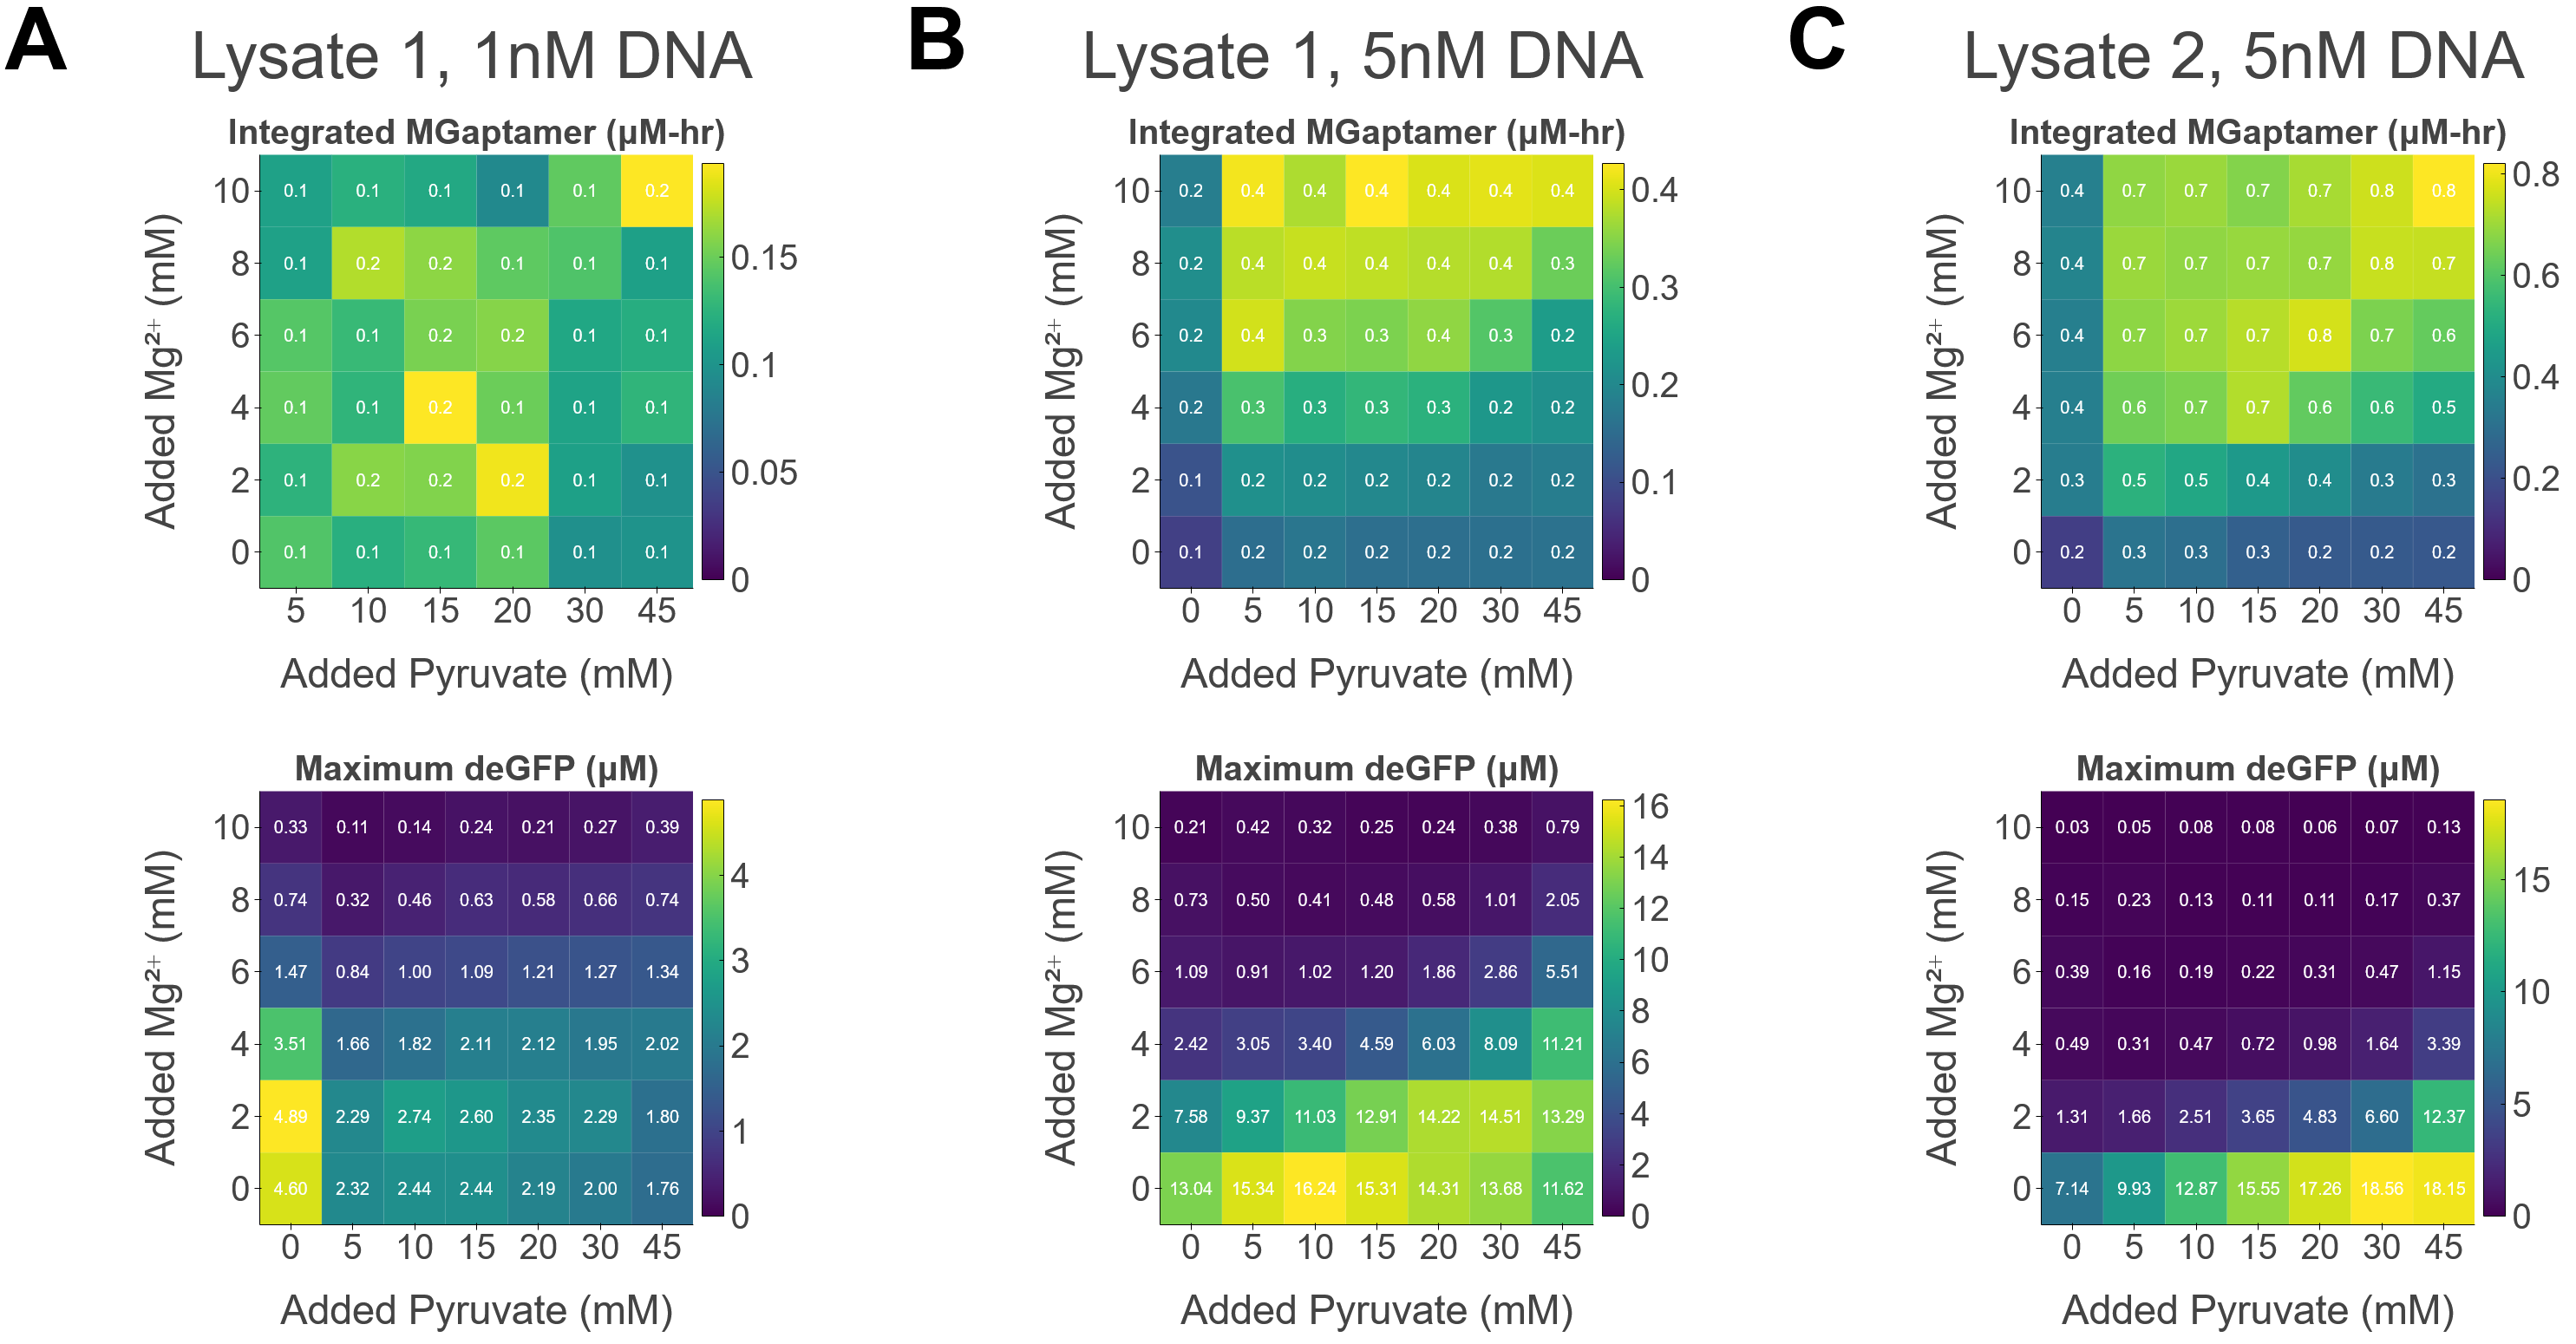 A
Lysate 1, 1nM DNA
Integrated MGaptamer (µM-hr)
Added Mg²⁺ (mM)
10 0.1 0.1 0.1 0.1 0.1 0.2
8 0.1 0.2 0.2 0.1 0.1 0.1
6 0.1 0.1 0.2 0.2 0.1 0.1
4 0.1 0.1 0.2 0.1 0.1 0.1
2 0.1 0.2 0.2 0.2 0.1 0.1
0 0.1 0.1 0.1 0.1 0.1 0.1
5 10 15 20 30 45
0.15
0.1
0.05
0
Added Pyruvate (mM)
Maximum deGFP (µM)
Added Mg²⁺ (mM)
10 0.33 0.11 0.14 0.24 0.21 0.27 0.39
8 0.74 0.32 0.46 0.63 0.58 0.66 0.74
6 1.47 0.84 1.00 1.09 1.21 1.27 1.34
4 3.51 1.66 1.82 2.11 2.12 1.95 2.02
2 4.89 2.29 2.74 2.60 2.35 2.29 1.80
0 4.60 2.32 2.44 2.44 2.19 2.00 1.76
0 5 10 15 20 30 45
4
3
2
1
0
Added Pyruvate (mM)
B
Lysate 1, 5nM DNA
Integrated MGaptamer (µM-hr)
Added Mg²⁺ (mM)
10 0.2 0.4 0.4 0.4 0.4 0.4 0.4
8 0.2 0.4 0.4 0.4 0.4 0.4 0.3
6 0.2 0.4 0.3 0.3 0.4 0.3 0.2
4 0.2 0.3 0.3 0.3 0.3 0.2 0.2
2 0.1 0.2 0.2 0.2 0.2 0.2 0.2
0 0.1 0.2 0.2 0.2 0.2 0.2 0.2
0 5 10 15 20 30 45
0.4
0.3
0.2
0.1
0
Added Pyruvate (mM)
Maximum deGFP (µM)
Added Mg²⁺ (mM)
10 0.21 0.42 0.32 0.25 0.24 0.38 0.79
8 0.73 0.50 0.41 0.48 0.58 1.01 2.05
6 1.09 0.91 1.02 1.20 1.86 2.86 5.51
4 2.42 3.05 3.40 4.59 6.03 8.09 11.21
2 7.58 9.37 11.03 12.91 14.22 14.51 13.29
0 13.04 15.34 16.24 15.31 14.31 13.68 11.62
0 5 10 15 20 30 45
16
14
12
10
8
6
4
2
0
Added Pyruvate (mM)
C
Lysate 2, 5nM DNA
Integrated MGaptamer (µM-hr)
Added Mg²⁺ (mM)
10 0.4 0.7 0.7 0.7 0.7 0.8 0.8
8 0.4 0.7 0.7 0.7 0.7 0.8 0.7
6 0.4 0.7 0.7 0.7 0.8 0.7 0.6
4 0.4 0.6 0.7 0.7 0.6 0.6 0.5
2 0.3 0.5 0.5 0.4 0.4 0.3 0.3
0 0.2 0.3 0.3 0.3 0.2 0.2 0.2
0 5 10 15 20 30 45
0.8
0.6
0.4
0.2
0
Added Pyruvate (mM)
Maximum deGFP (µM)
Added Mg²⁺ (mM)
10 0.03 0.05 0.08 0.08 0.06 0.07 0.13
8 0.15 0.23 0.13 0.11 0.11 0.17 0.37
6 0.39 0.16 0.19 0.22 0.31 0.47 1.15
4 0.49 0.31 0.47 0.72 0.98 1.64 3.39
2 1.31 1.66 2.51 3.65 4.83 6.60 12.37
0 7.14 9.93 12.87 15.55 17.26 18.56 18.15
0 5 10 15 20 30 45
15
10
5
0
Added Pyruvate (mM)